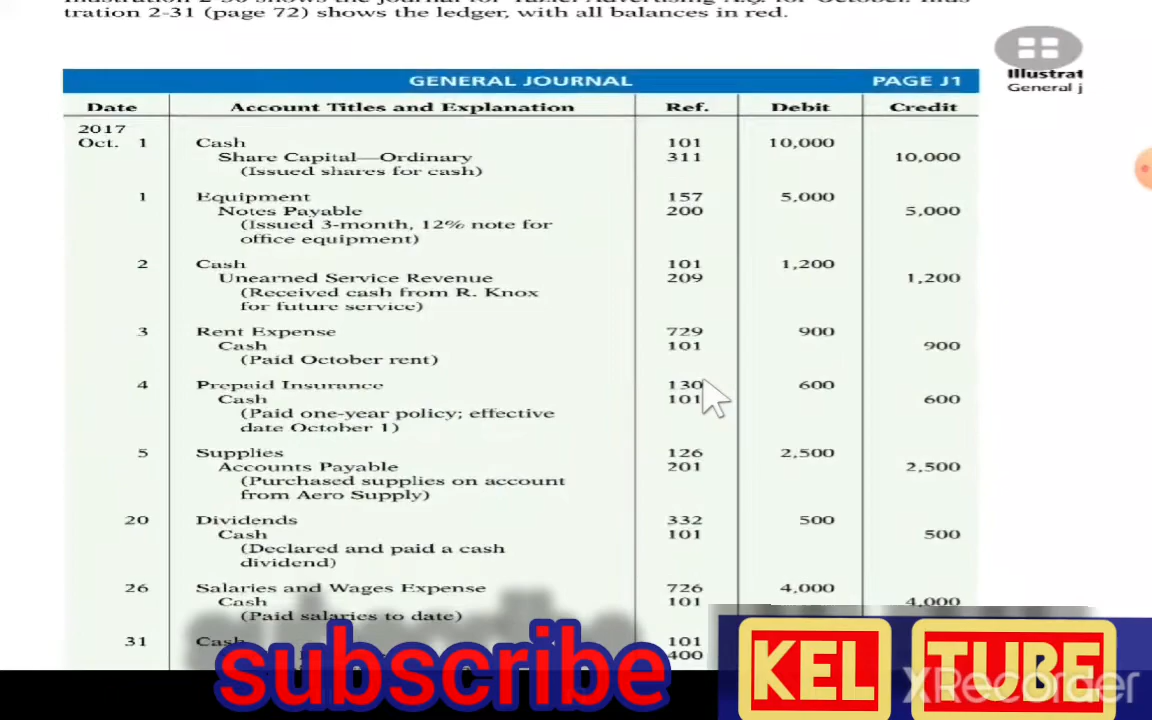 tration 2-31 (page 72) shows the ledger, with all balances in red.
Illustrat
General j
GENERAL JOURNAL PAGE J1
Date Account Titles and Explanation Ref. Debit Credit
2017
Oct. 1 Cash 101 10,000
Share Capital—Ordinary 311 10,000
(Issued shares for cash)
1 Equipment 157 5,000
Notes Payable 200 5,000
(Issued 3-month, 12% note for
office equipment)
2 Cash 101 1,200
Unearned Service Revenue 209 1,200
(Received cash from R. Knox
for future service)
3 Rent Expense 729 900
Cash 101 900
(Paid October rent)
4 Prepaid Insurance 130 600
Cash 101 600
(Paid one-year policy; effective
date October 1)
5 Supplies 126 2,500
Accounts Payable 201 2,500
(Purchased supplies on account
from Aero Supply)
20 Dividends 332 500
Cash 101 500
(Declared and paid a cash
dividend)
26 Salaries and Wages Expense 726 4,000
Cash 101 4,000
(Paid salaries to date)
31 Cash 101
400
subscribe
KEL TUBE
XRecorder